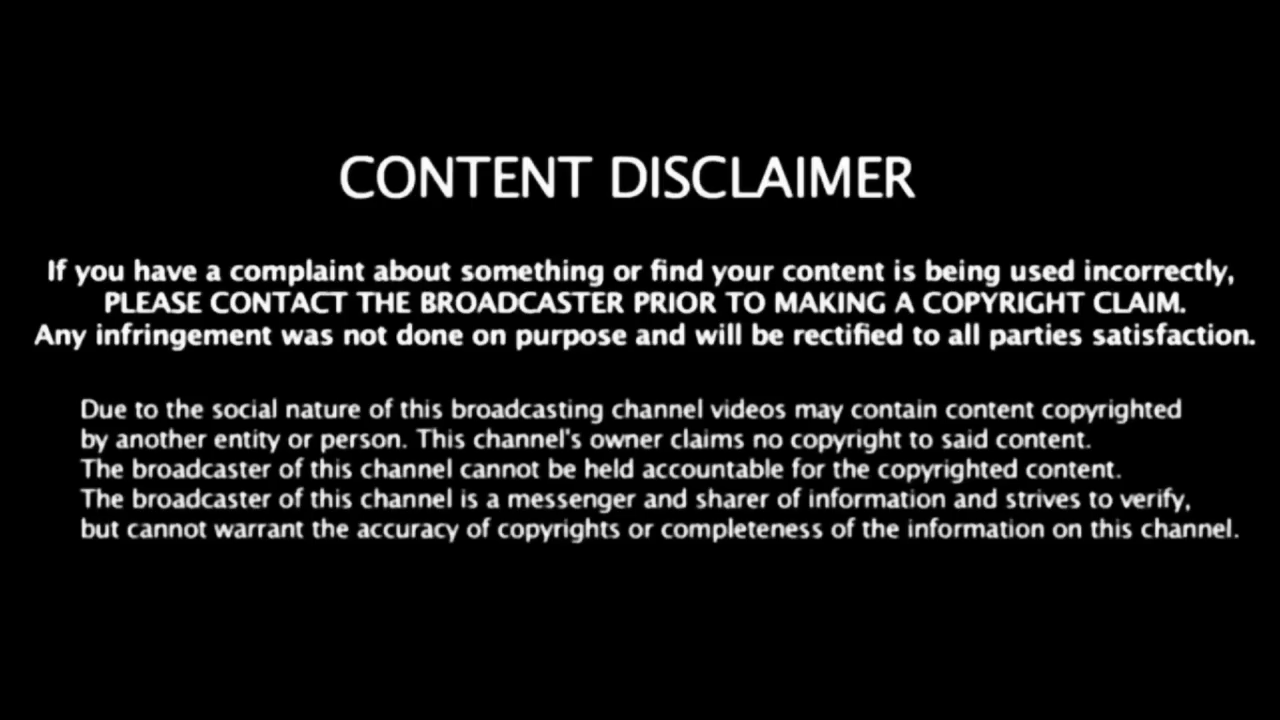 CONTENT DISCLAIMER
If you have a complaint about something or find your content is being used incorrectly,
PLEASE CONTACT THE BROADCASTER PRIOR TO MAKING A COPYRIGHT CLAIM.
Any infringement was not done on purpose and will be rectified to all parties satisfaction.
Due to the social nature of this broadcasting channel videos may contain content copyrighted
by another entity or person. This channel's owner claims no copyright to said content.
The broadcaster of this channel cannot be held accountable for the copyrighted content.
The broadcaster of this channel is a messenger and sharer of information and strives to verify,
but cannot warrant the accuracy of copyrights or completeness of the information on this channel.